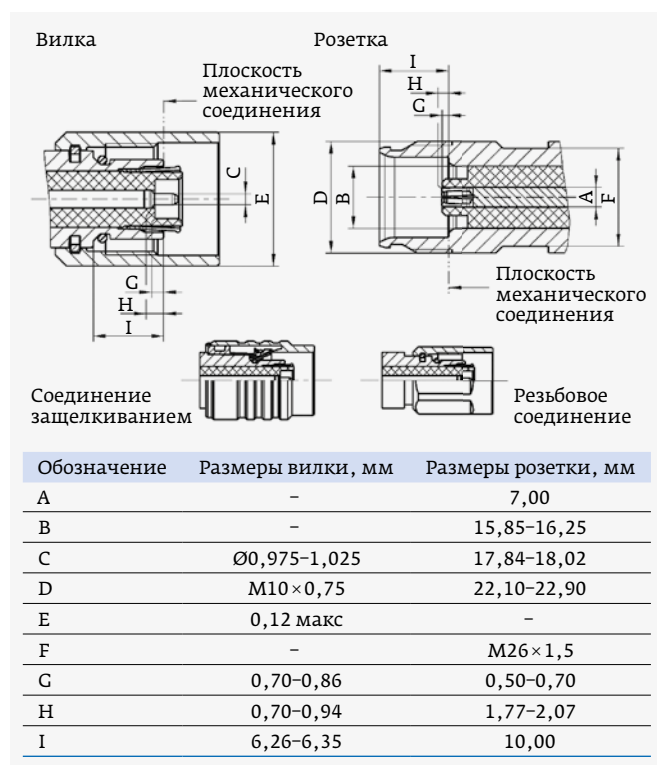 Вилка
Розетка
Плоскость
механического
соединения
C
E
G
H
I
I
H
G
D
B
A
F
Плоскость
механического
соединения
Соединение
защелкиванием
Резьбовое
соединение
Обозначение Размеры вилки, мм Размеры розетки, мм
A – 7,00
B – 15,85–16,25
C Ø0,975–1,025 17,84–18,02
D M10×0,75 22,10–22,90
E 0,12 макс –
F – M26×1,5
G 0,70–0,86 0,50–0,70
H 0,70–0,94 1,77–2,07
I 6,26–6,35 10,00